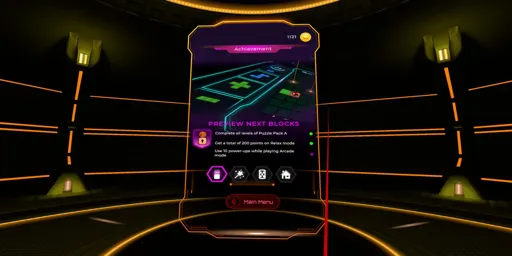 1131
Achievement
PREVIEW NEXT BLOCKS
Complete all levels of Puzzle Pack A
Get a total of 200 points on Relax mode
Use 10 power-ups while playing Arcade
mode
Main Menu